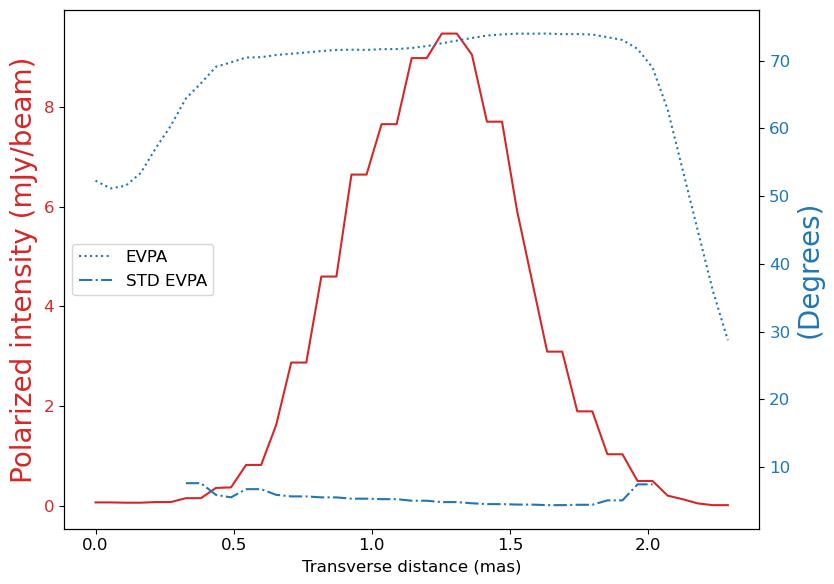 Polarized intensity (mJy/beam)
8
6
4
2
0
EVPA
STD EVPA
70
60
50
40
30
20
10
(Degrees)
0.0 0.5 1.0 1.5 2.0
Transverse distance (mas)